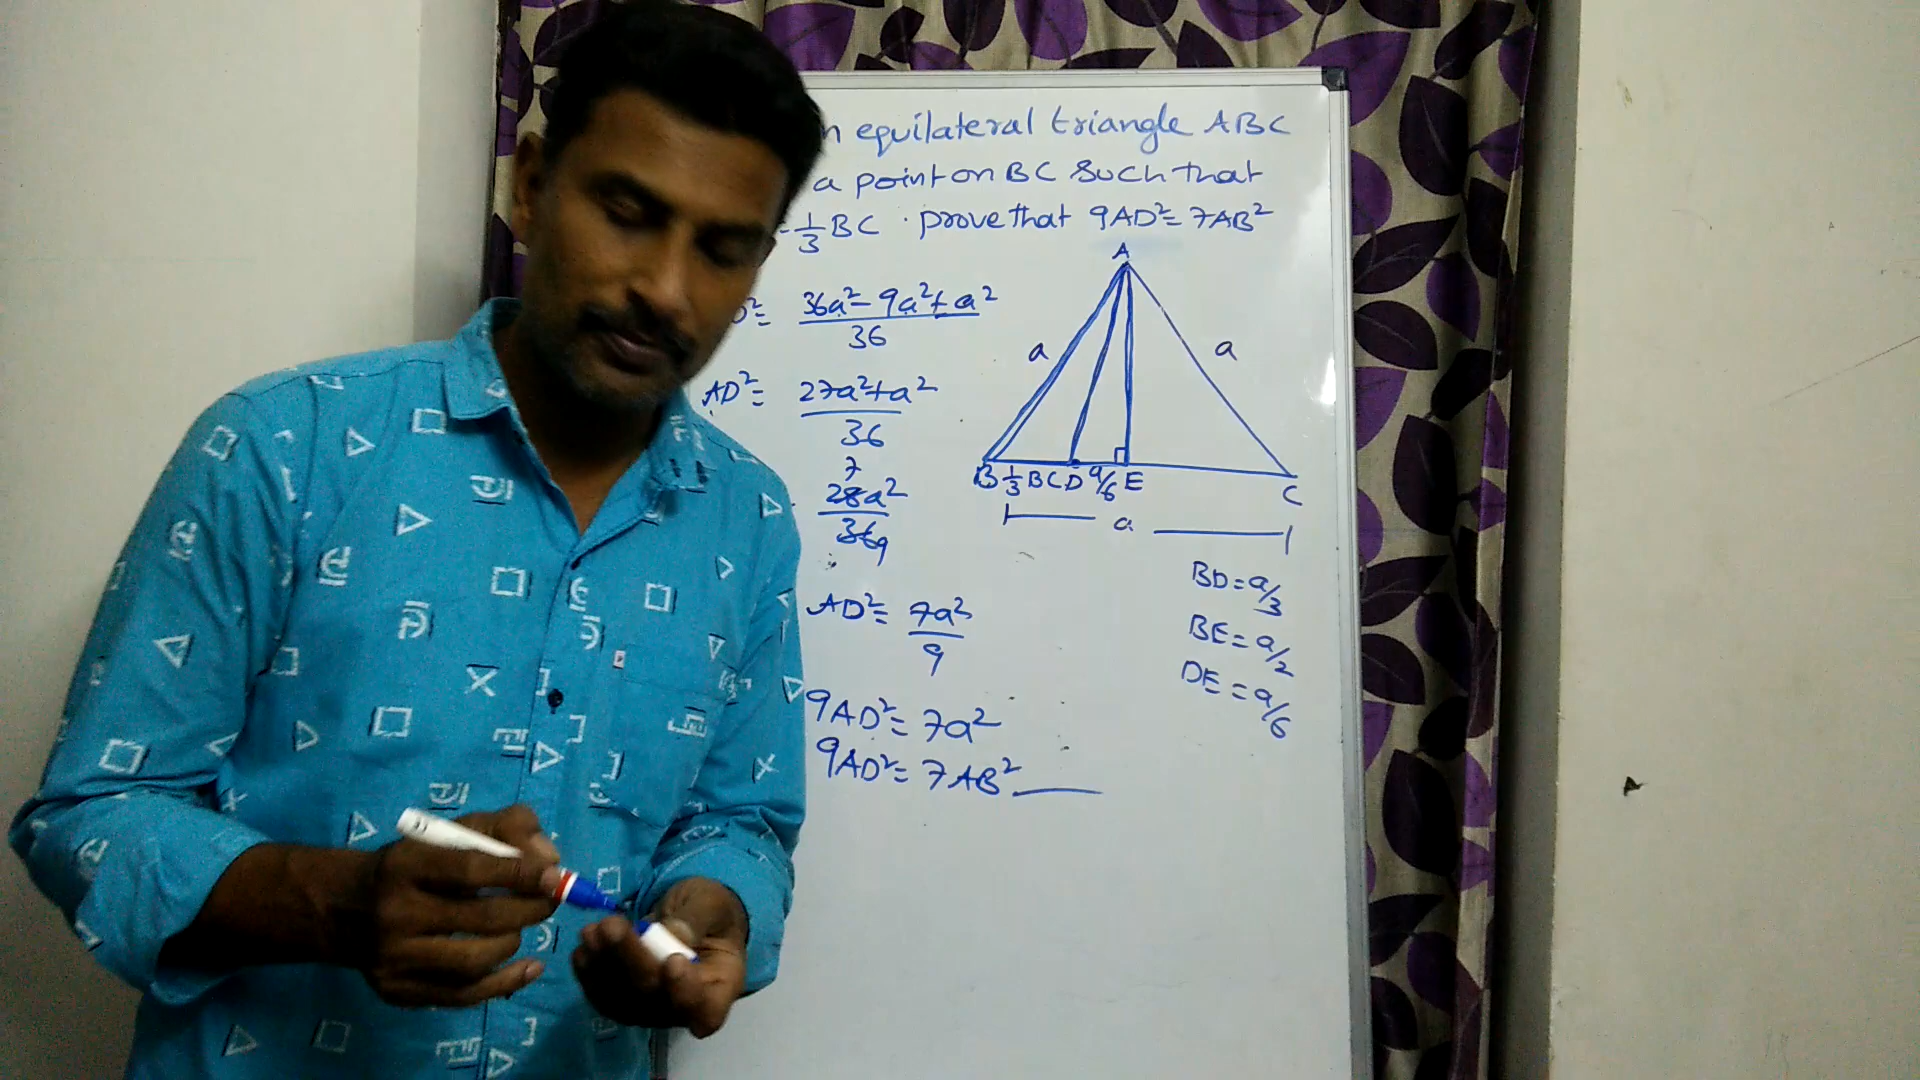 n equilateral triangle ABC
a point on BC such that
= 1/3 BC . prove that 9AD²= 7AB²
D²= 36a²- 9a²+ a² / 36
AD²= 27a²+a² / 36
7
28a² / 36 9
AD²= 7a² / 9
9AD²= 7a²
9AD²= 7AB²
A
a a
B 1/3 BC D a/6 E C
a
BD=a/3
BE=a/2
DE=a/6